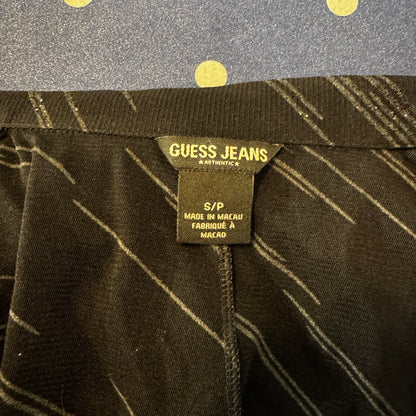 GUESS JEANS
★AUTHENTIC★
S/P
MADE IN MACAU
FABRIQUÉ À
MACAO